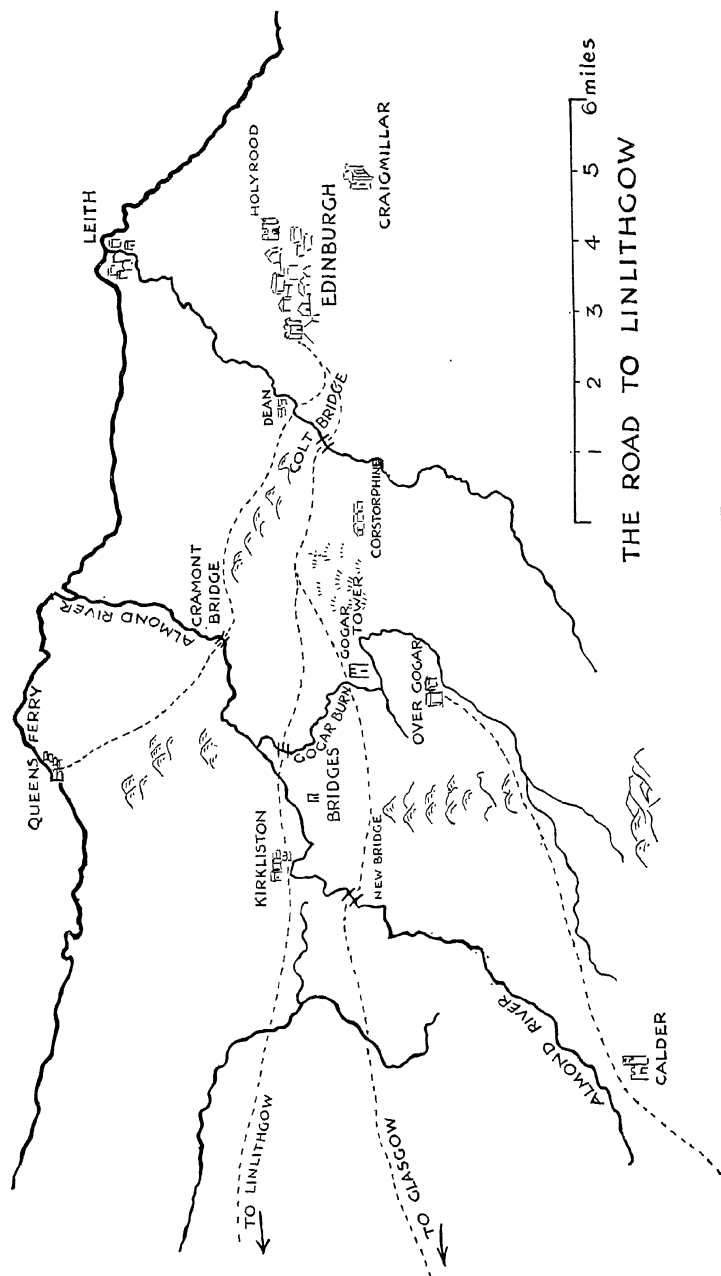 QUEENS FERRY
ALMOND RIVER
CRAMONT
BRIDGE
LEITH
HOLYROOD
EDINBURGH
CRAIGMILLAR
DEAN
COLT BRIDGE
CORSTORPHINE
GOGAR
TOWER
GOGAR BURN
OVER GOGAR
BRIDGES
KIRKLISTON
NEW BRIDGE
ALMOND RIVER
CALDER
TO LINLITHGOW
TO GLASGOW
1 2 3 4 5 6 miles
THE ROAD TO LINLITHGOW